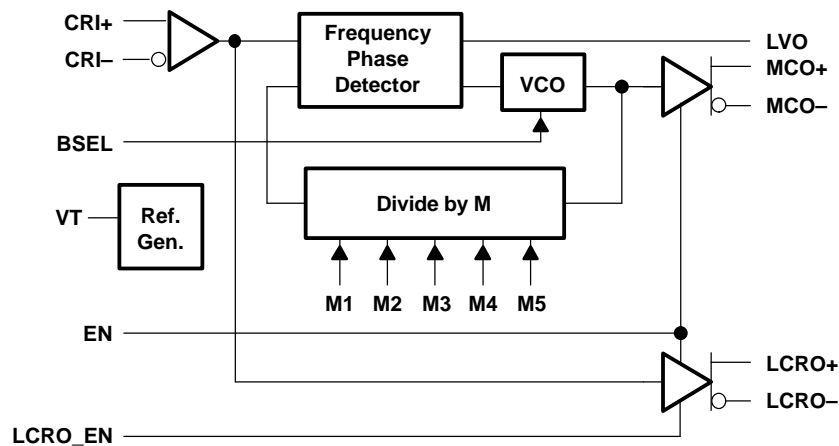 CRI+
CRI–
Frequency
Phase
Detector
VCO
LVO
MCO+
MCO–
BSEL
VT
Ref.
Gen.
Divide by M
M1 M2 M3 M4 M5
EN
LCRO+
LCRO–
LCRO_EN